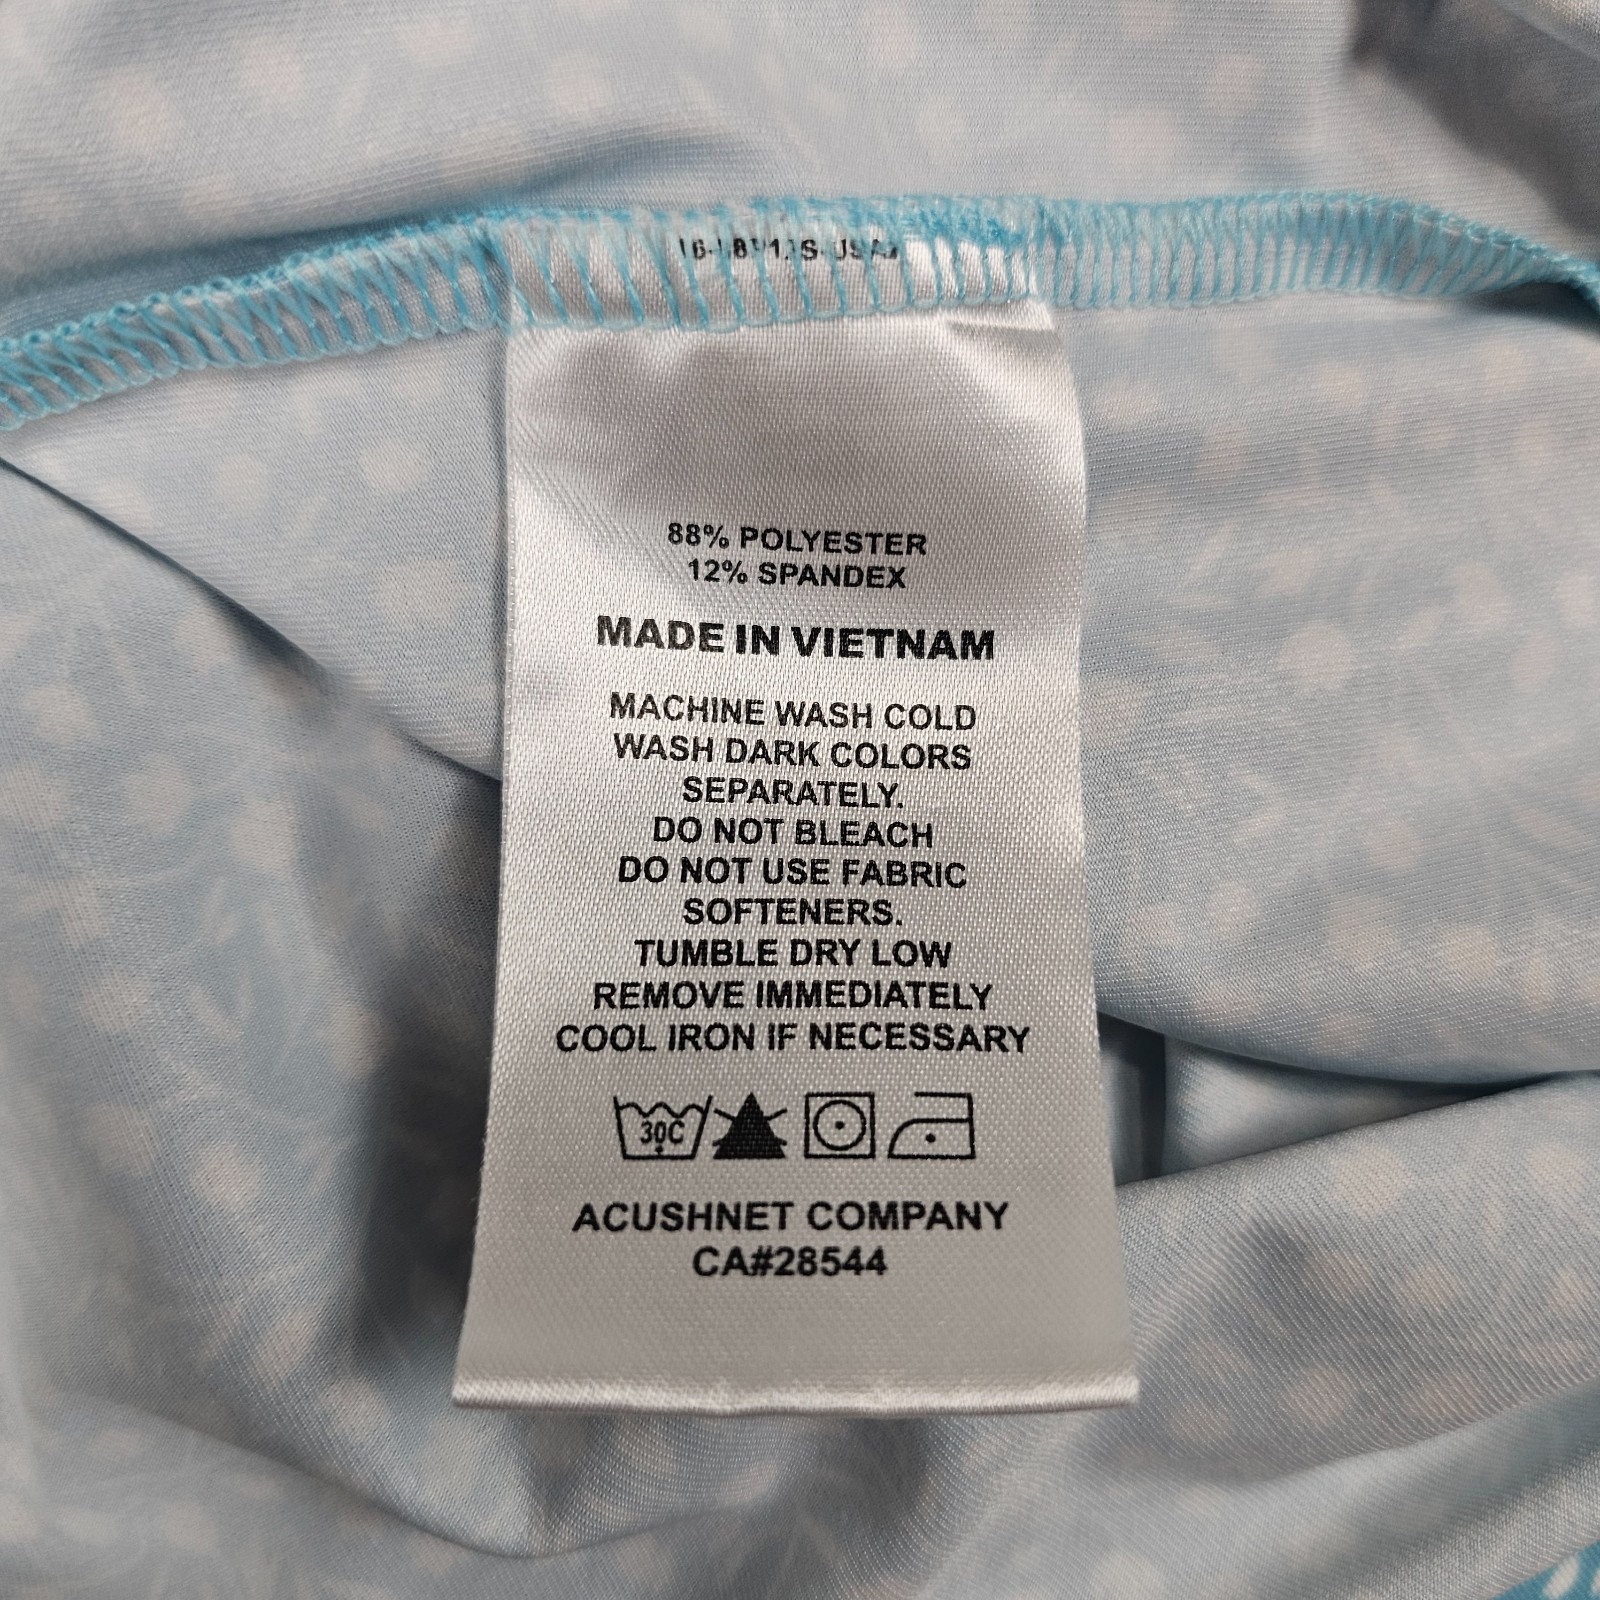 88% POLYESTER
12% SPANDEX
MADE IN VIETNAM
MACHINE WASH COLD
WASH DARK COLORS
SEPARATELY.
DO NOT BLEACH
DO NOT USE FABRIC
SOFTENERS.
TUMBLE DRY LOW
REMOVE IMMEDIATELY
COOL IRON IF NECESSARY
30C
ACUSHNET COMPANY
CA#28544